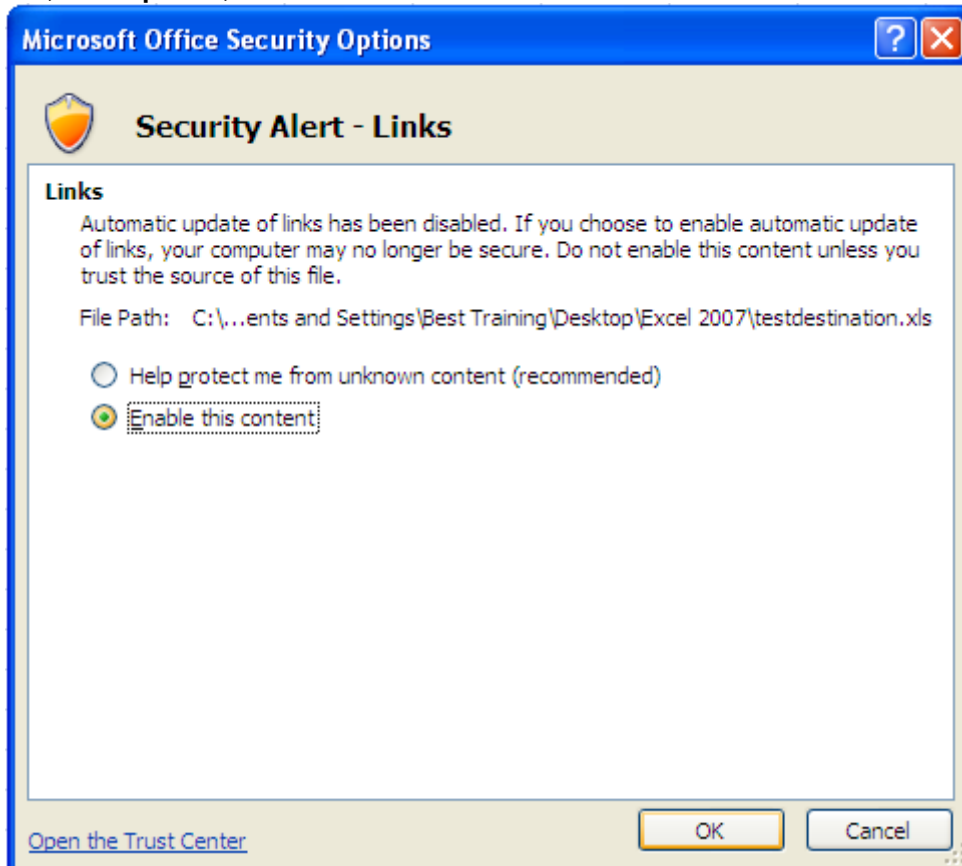 Microsoft Office Security Options
Security Alert - Links
Links
Automatic update of links has been disabled. If you choose to enable automatic update
of links, your computer may no longer be secure. Do not enable this content unless you
trust the source of this file.
File Path: C:\...ents and Settings\Best Training\Desktop\Excel 2007\testdestination.xls
Help protect me from unknown content (recommended)
Enable this content
Open the Trust Center
OK
Cancel